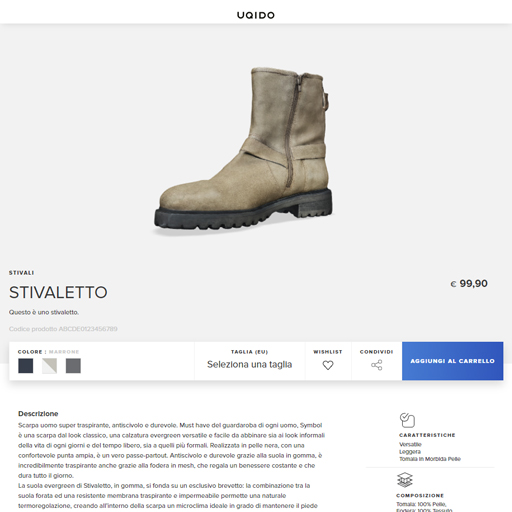 UQIDO
STIVALI
STIVALETTO
€ 99,90
Questo è uno stivaletto.
Codice prodotto ABCDE0123456789
COLORE | MARRONE
TAGLIA (EU)
Seleziona una taglia
WISHLIST
CONDIVIDI
AGGIUNGI AL CARRELLO
Descrizione
Scarpa uomo super traspirante, antiscivolo e durevole. Must have del guardaroba di ogni uomo, Symbol
è una scarpa dal look classico, una calzatura evergreen versatile e facile da abbinare sia ai look informali
della vita di ogni giorni e del tempo libero, sia a quelli più formali. Realizzata in pelle nera, con una
confortevole punta ampia, è un vero passe-partout. Antiscivolo e durevole grazie alla suola in gomma, è
incredibilmente traspirante anche grazie alla fodera in mesh, che regala un benessere costante e che
dura tutto il giorno.
La suola evergreen di Stivaletto, in gomma, si fonda su un esclusivo brevetto: la combinazione tra la
suola forata ed una resistente membrana traspirante e impermeabile permette una naturale
termoregolazione, creando all'interno della scarpa un microclima ideale in grado di mantenere il piede
CARATTERISTICHE
Versatile
Leggera
Tomaia In Morbida Pelle
COMPOSIZIONE
Tomaia: 100% Pelle,
Fodera: 100% Tessuto